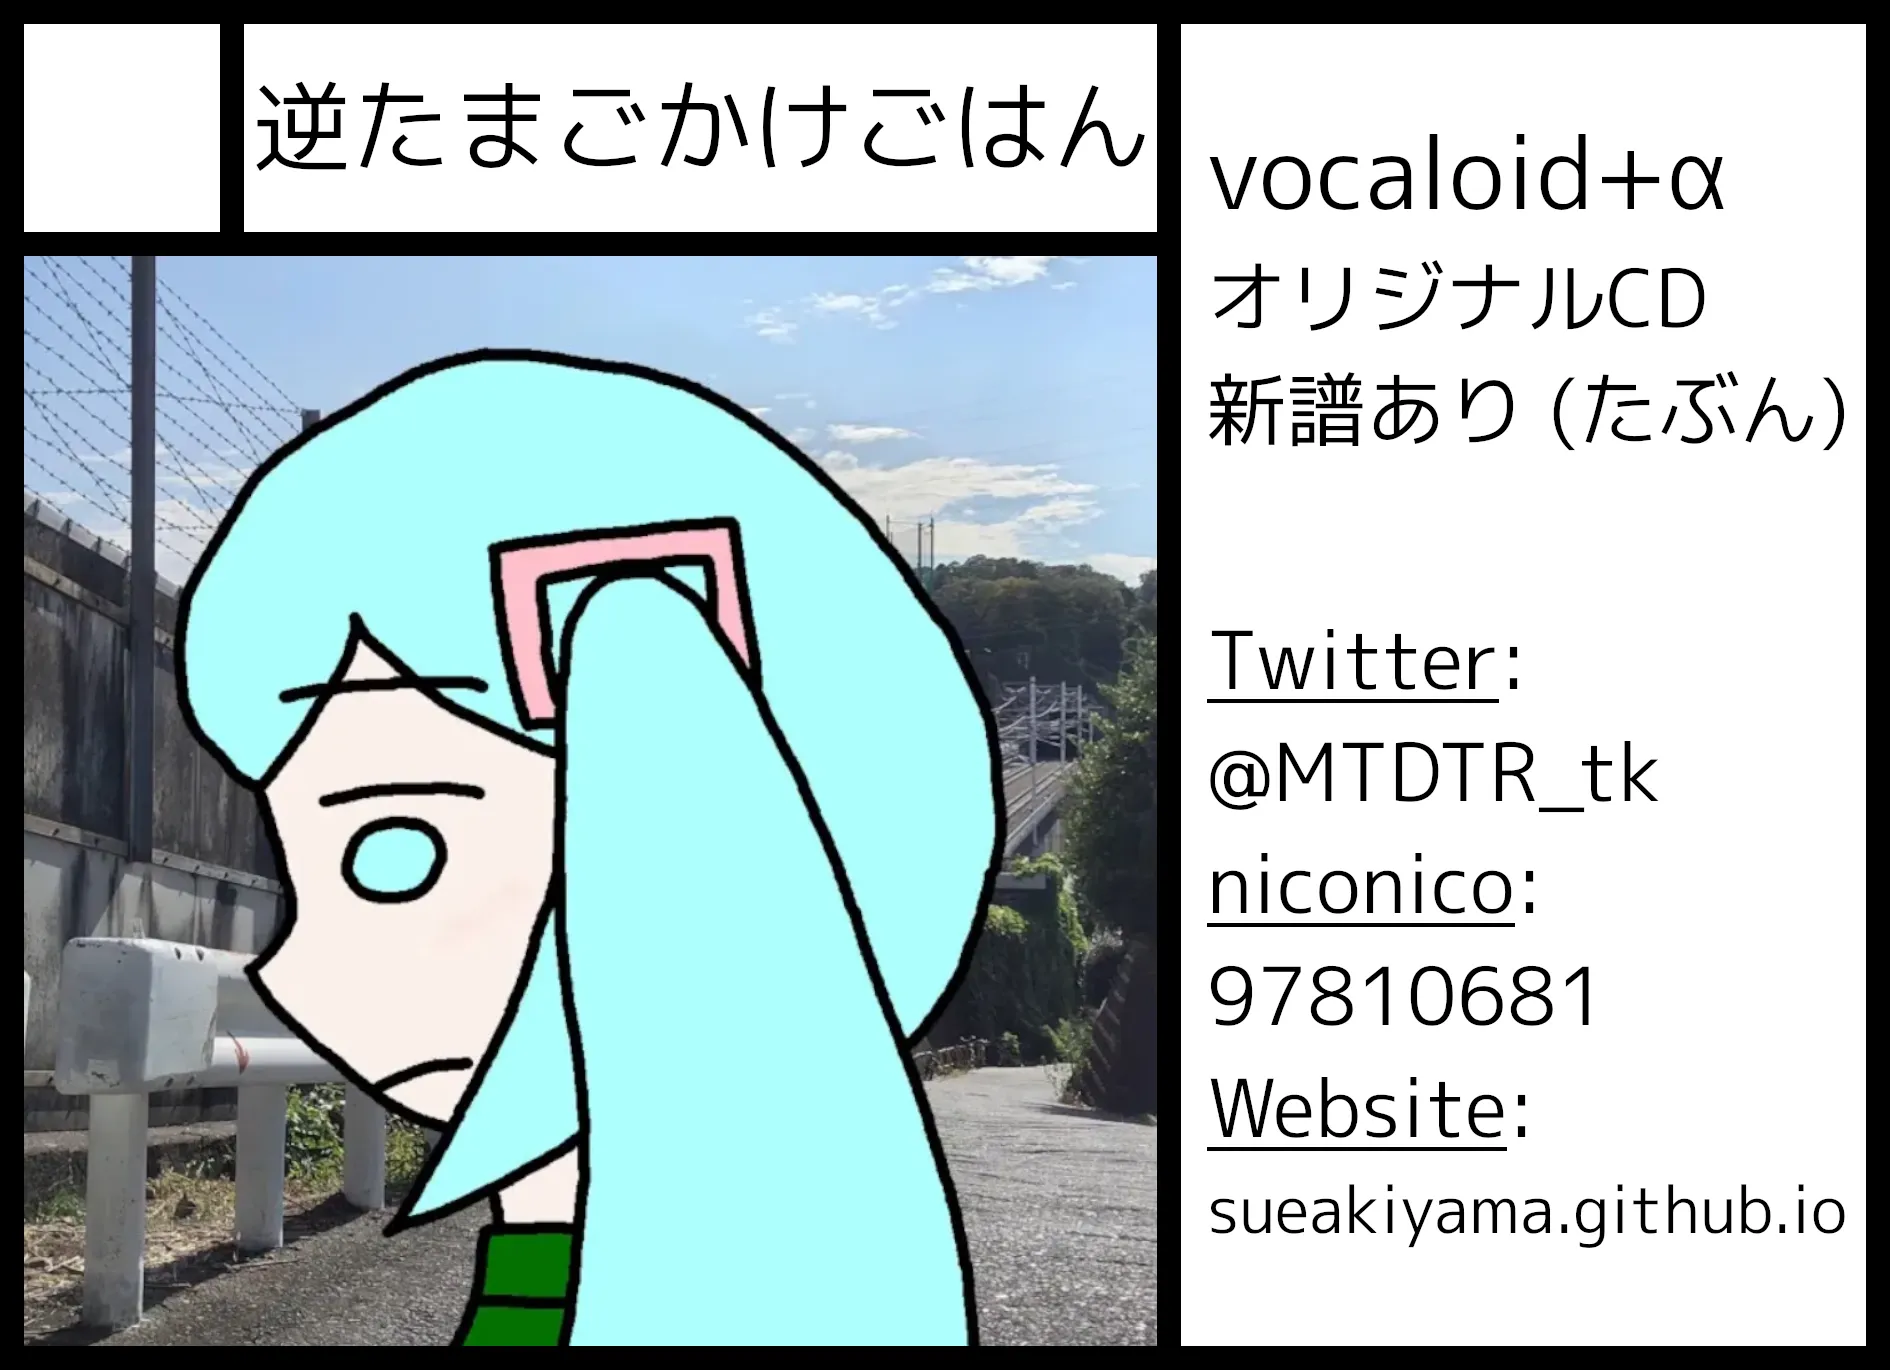 逆たまごかけごはん
vocaloid+α
オリジナルCD
新譜あり (たぶん)
Twitter:
@MTDTR_tk
niconico:
97810681
Website:
sueakiyama.github.io